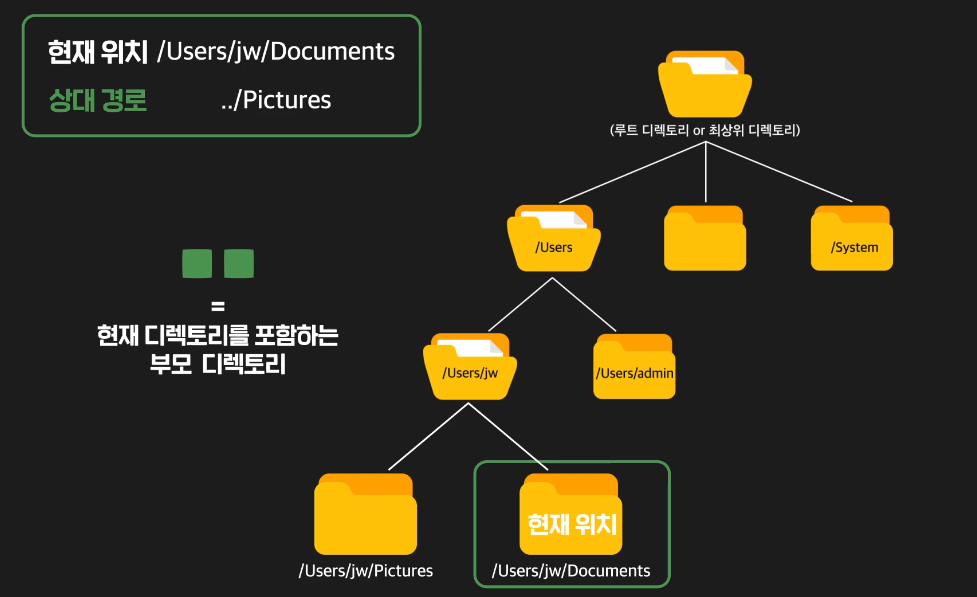 현재 위치 /Users/jw/Documents
상대 경로 ../Pictures
(루트 디렉토리 or 최상위 디렉토리)
/Users
/System
=
현재 디렉토리를 포함하는
부모 디렉토리
/Users/jw
/Users/admin
현재 위치
/Users/jw/Pictures
/Users/jw/Documents